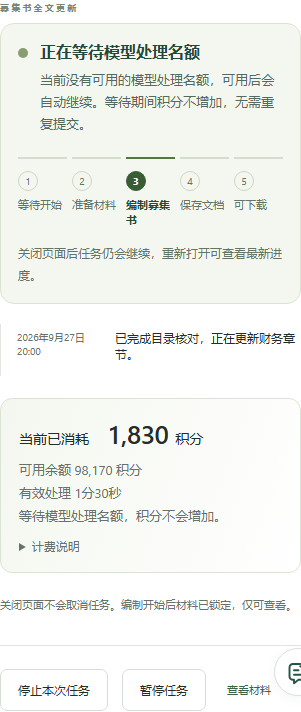 募集书全文更新
正在等待模型处理名额
当前没有可用的模型处理名额，可用后会
自动继续。等待期间积分不增加，无需重
复提交。
1 2 3 4 5
等待开始 准备材料 编制募集 保存文档 可下载
书
关闭页面后任务仍会继续，重新打开可查看最新进
度。
2026年9月27日 已完成目录核对，正在更新财务章
20:00 节。
当前已消耗 1,830 积分
可用余额 98,170 积分
有效处理 1分30秒
等待模型处理名额，积分不会增加。
▶ 计费说明
关闭页面不会取消任务。编制开始后材料已锁定，仅可查看。
停止本次任务 暂停任务 查看材料